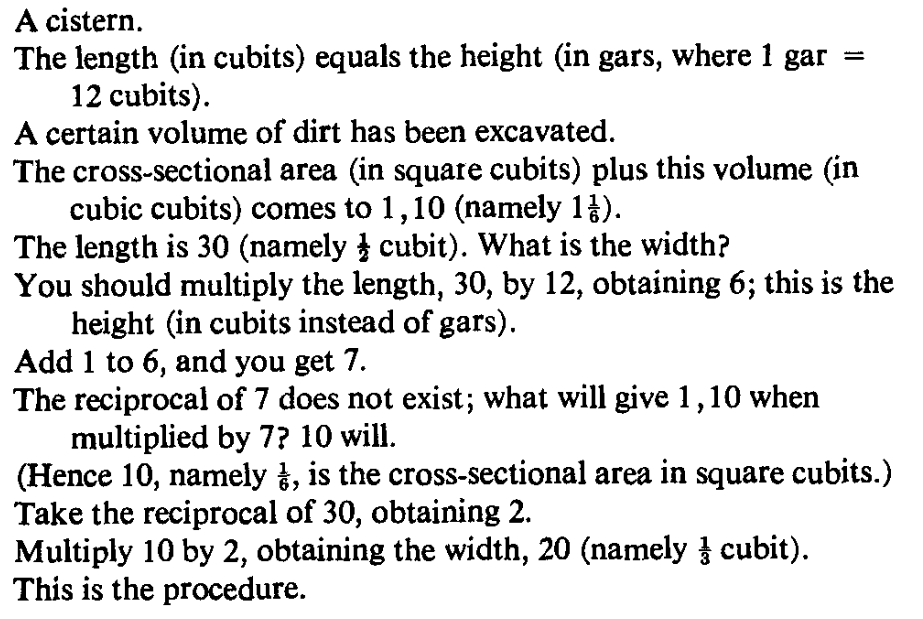 A cistern.
The length (in cubits) equals the height (in gars, where 1 gar =
12 cubits).
A certain volume of dirt has been excavated.
The cross-sectional area (in square cubits) plus this volume (in
cubic cubits) comes to 1,10 (namely 1⅙).
The length is 30 (namely ½ cubit). What is the width?
You should multiply the length, 30, by 12, obtaining 6; this is the
height (in cubits instead of gars).
Add 1 to 6, and you get 7.
The reciprocal of 7 does not exist; what will give 1,10 when
multiplied by 7? 10 will.
(Hence 10, namely ⅙, is the cross-sectional area in square cubits.)
Take the reciprocal of 30, obtaining 2.
Multiply 10 by 2, obtaining the width, 20 (namely ⅓ cubit).
This is the procedure.